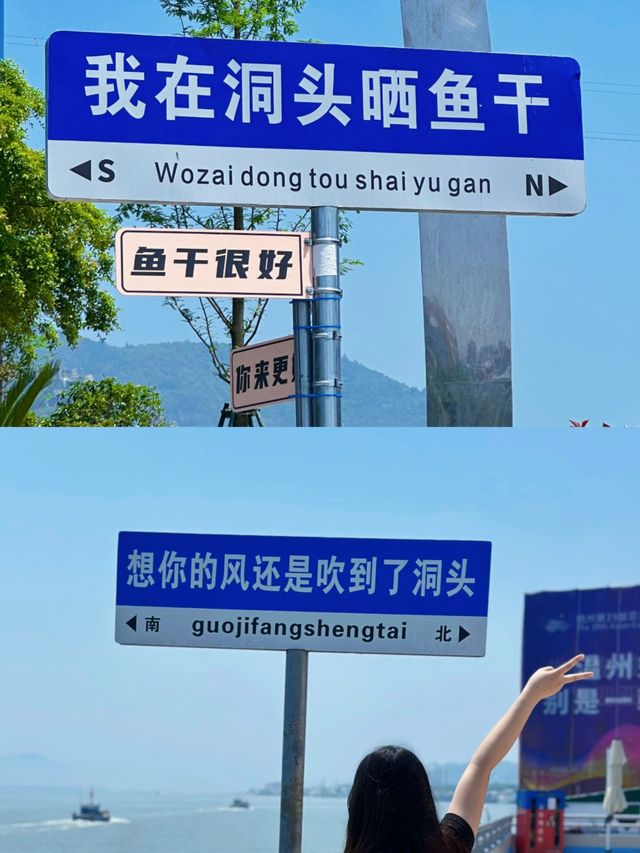 我在洞头晒鱼干
◀S Wozai dong tou shai yu gan N▶
鱼干很好
你来更
想你的风还是吹到了洞头
◀南 guojifangshengtai 北▶
温州
别是一